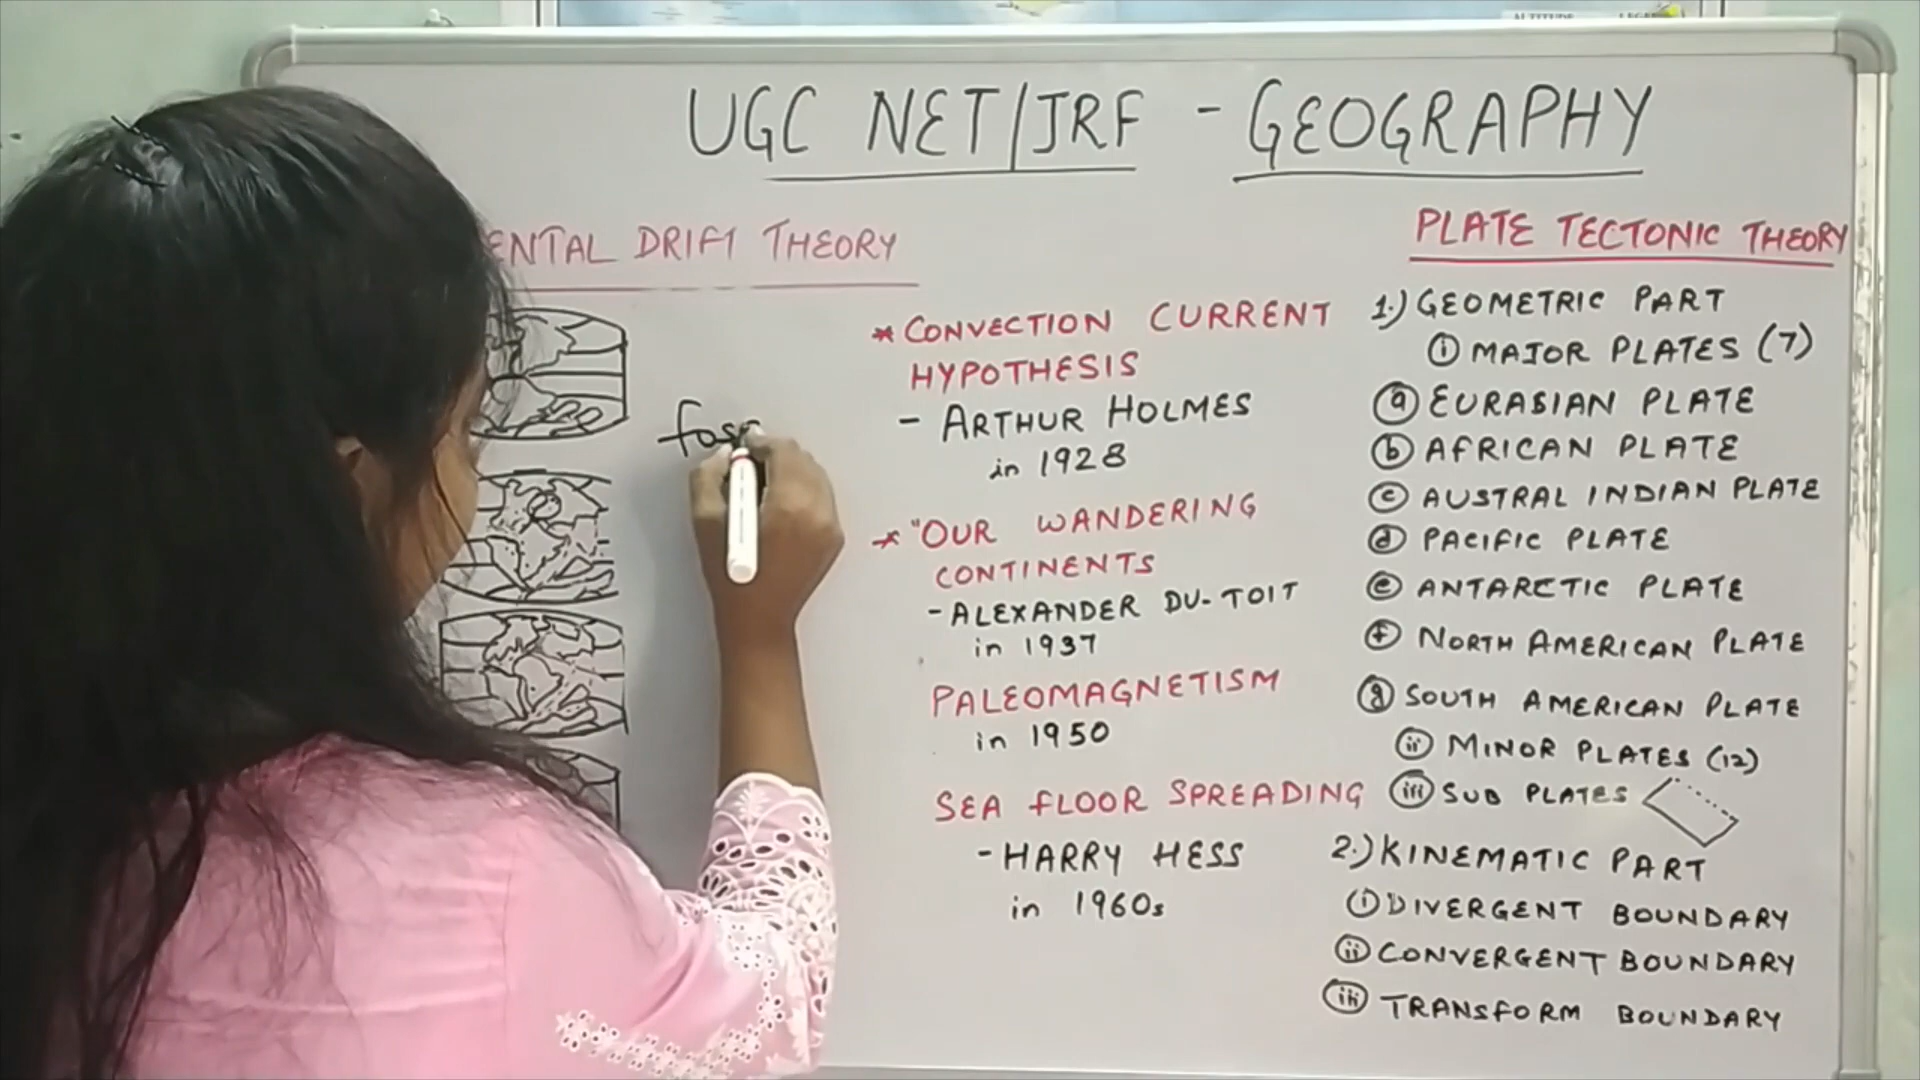 ALTITUDE
UGC NET/JRF - GEOGRAPHY
ENTAL DRIFT THEORY
* CONVECTION CURRENT
HYPOTHESIS
- ARTHUR HOLMES
in 1928
* "OUR WANDERING
CONTINENTS
- ALEXANDER DU-TOIT
in 1937
PALEOMAGNETISM
in 1950
SEA FLOOR SPREADING
- HARRY HESS
in 1960s
PLATE TECTONIC THEORY
1.) GEOMETRIC PART
(i) MAJOR PLATES (7)
(a) EURASIAN PLATE
(b) AFRICAN PLATE
(c) AUSTRAL INDIAN PLATE
(d) PACIFIC PLATE
(e) ANTARCTIC PLATE
(f) NORTH AMERICAN PLATE
(g) SOUTH AMERICAN PLATE
(ii) MINOR PLATES (12)
(iii) SUB PLATES
2.) KINEMATIC PART
(i) DIVERGENT BOUNDARY
(ii) CONVERGENT BOUNDARY
(iii) TRANSFORM BOUNDARY